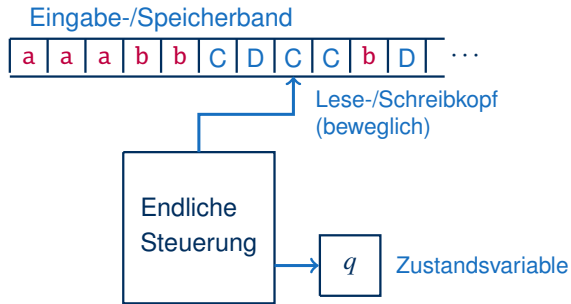 Eingabe-/Speicherband
a a a b b C D C C b D ···
Lese-/Schreibkopf
(beweglich)
Endliche
Steuerung
q
Zustandsvariable